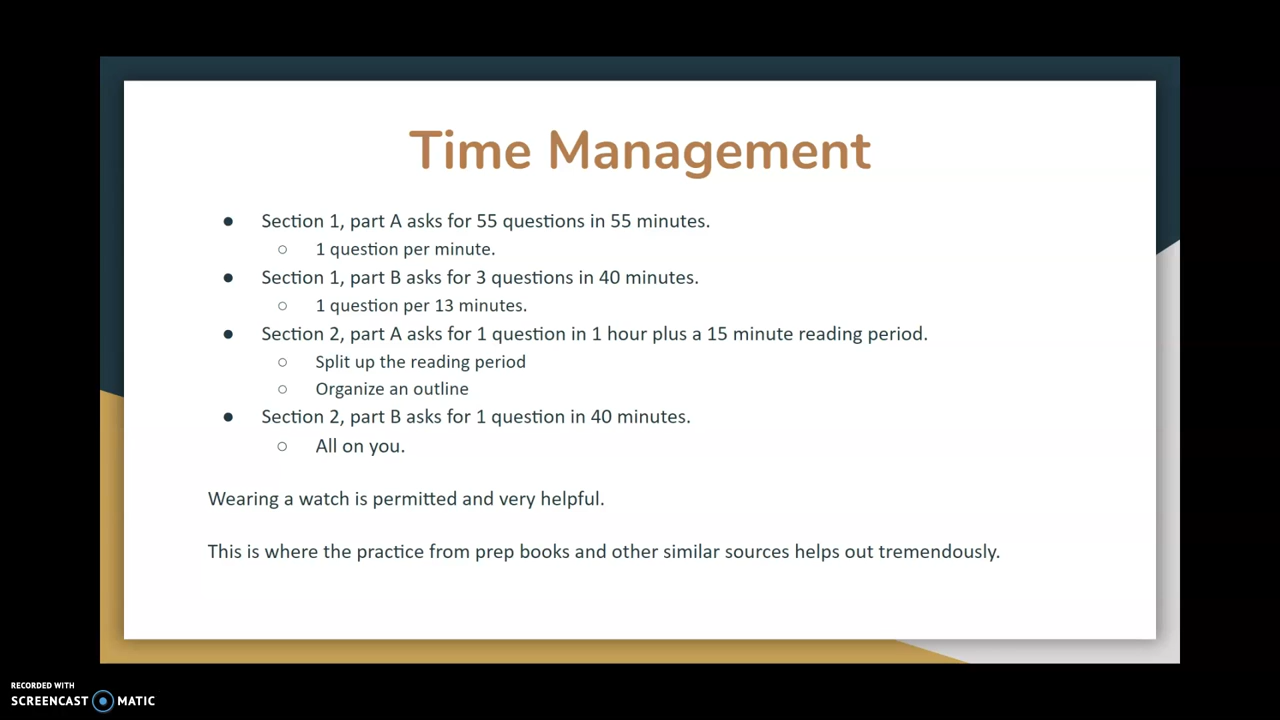 Time Management
● Section 1, part A asks for 55 questions in 55 minutes.
○ 1 question per minute.
● Section 1, part B asks for 3 questions in 40 minutes.
○ 1 question per 13 minutes.
● Section 2, part A asks for 1 question in 1 hour plus a 15 minute reading period.
○ Split up the reading period
○ Organize an outline
● Section 2, part B asks for 1 question in 40 minutes.
○ All on you.
Wearing a watch is permitted and very helpful.
This is where the practice from prep books and other similar sources helps out tremendously.
RECORDED WITH
SCREENCAST MATIC